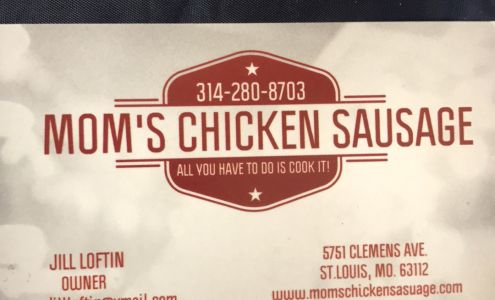 314-280-8703
MOM'S CHICKEN SAUSAGE
ALL YOU HAVE TO DO IS COOK IT!
JILL LOFTIN
OWNER
5751 CLEMENS AVE.
ST.LOUIS, MO. 63112
www.momschickensasuage.com